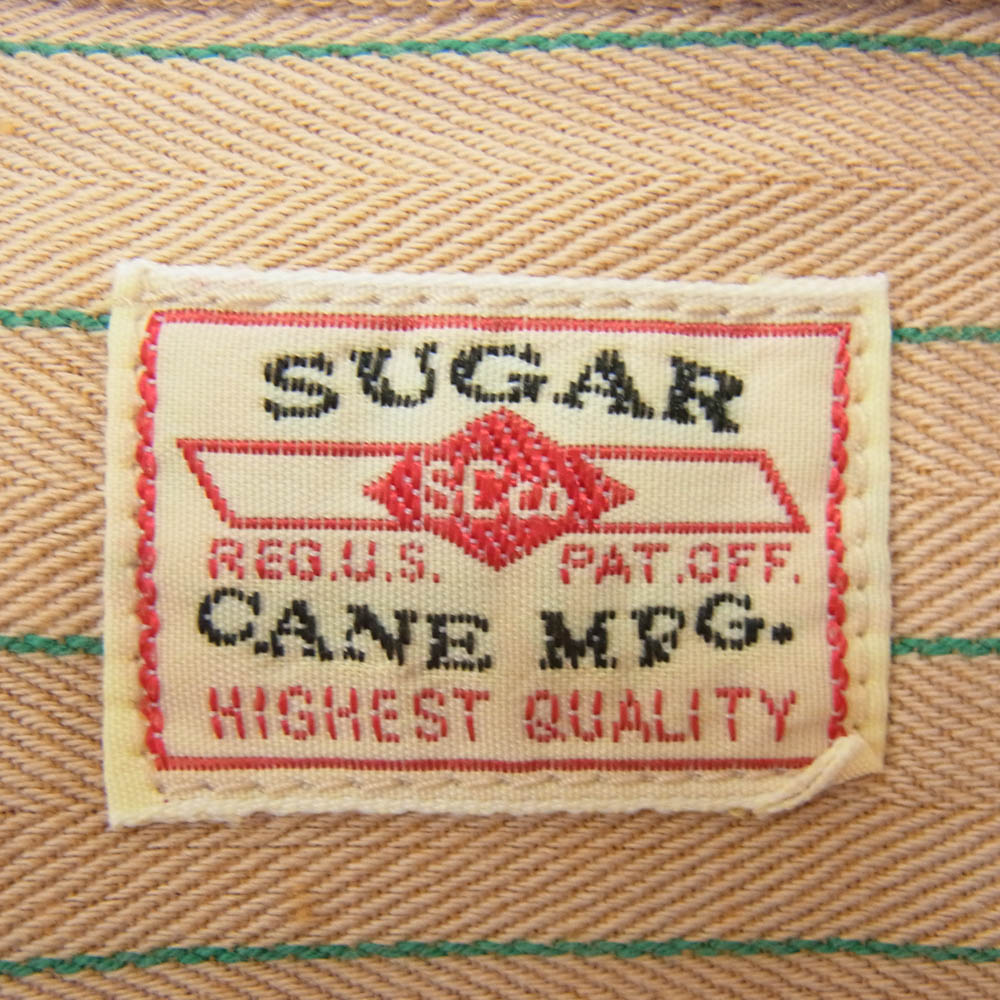 SUGAR
SCm
REG.U.S. PAT.OFF.
CANE MFG.
HIGHEST QUALITY